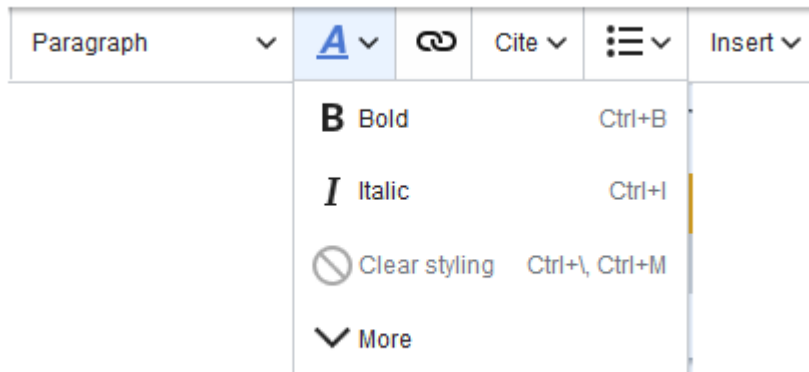 Paragraph A Cite Insert
B Bold Ctrl+B
I Italic Ctrl+I
Clear styling Ctrl+\, Ctrl+M
More